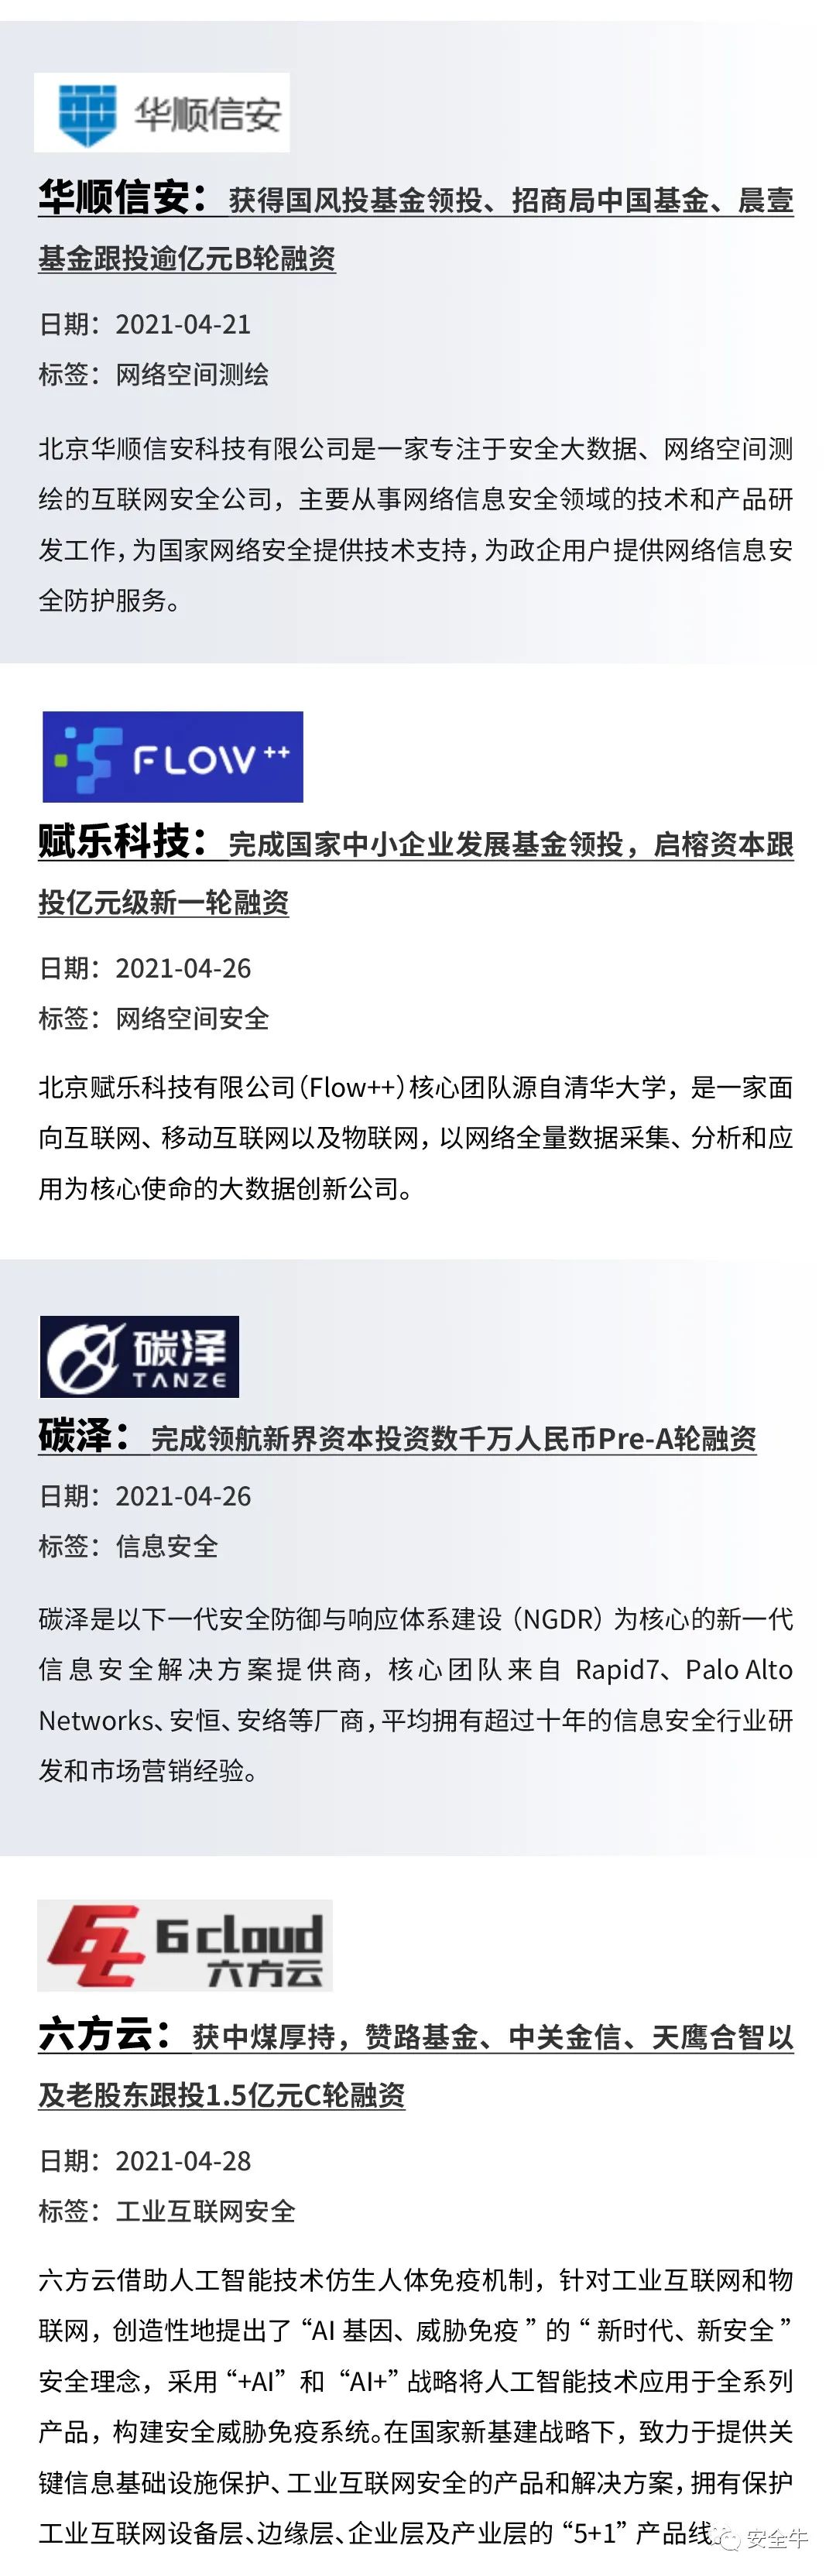 华顺信安
华顺信安：获得国风投基金领投、招商局中国基金、晨壹
基金跟投逾亿元B轮融资
日期：2021-04-21
标签：网络空间测绘
北京华顺信安科技有限公司是一家专注于安全大数据、网络空间测
绘的互联网安全公司，主要从事网络信息安全领域的技术和产品研
发工作，为国家网络安全提供技术支持，为政企用户提供网络信息安
全防护服务。
FLOW++
赋乐科技：完成国家中小企业发展基金领投，启榕资本跟
投亿元级新一轮融资
日期：2021-04-26
标签：网络空间安全
北京赋乐科技有限公司（Flow++）核心团队源自清华大学，是一家面
向互联网、移动互联网以及物联网，以网络全量数据采集、分析和应
用为核心使命的大数据创新公司。
碳泽
TANZE
碳泽：完成领航新界资本投资数千万人民币Pre-A轮融资
日期：2021-04-26
标签：信息安全
碳泽是以下一代安全防御与响应体系建设（NGDR）为核心的新一代
信息安全解决方案提供商，核心团队来自 Rapid7、Palo Alto
Networks、安恒、安络等厂商，平均拥有超过十年的信息安全行业研
发和市场营销经验。
6cloud
六方云
六方云：获中煤厚持，赞路基金、中关金信、天鹰合智以
及老股东跟投1.5亿元C轮融资
日期：2021-04-28
标签：工业互联网安全
六方云借助人工智能技术仿生人体免疫机制，针对工业互联网和物
联网，创造性地提出了“AI 基因、威胁免疫”的“新时代、新安全”
安全理念，采用“+AI”和“AI+”战略将人工智能技术应用于全系列
产品，构建安全威胁免疫系统。在国家新基建战略下，致力于提供关
键信息基础设施保护、工业互联网安全的产品和解决方案，拥有保护
工业互联网设备层、边缘层、企业层及产业层的“5+1”产品线。
安全牛